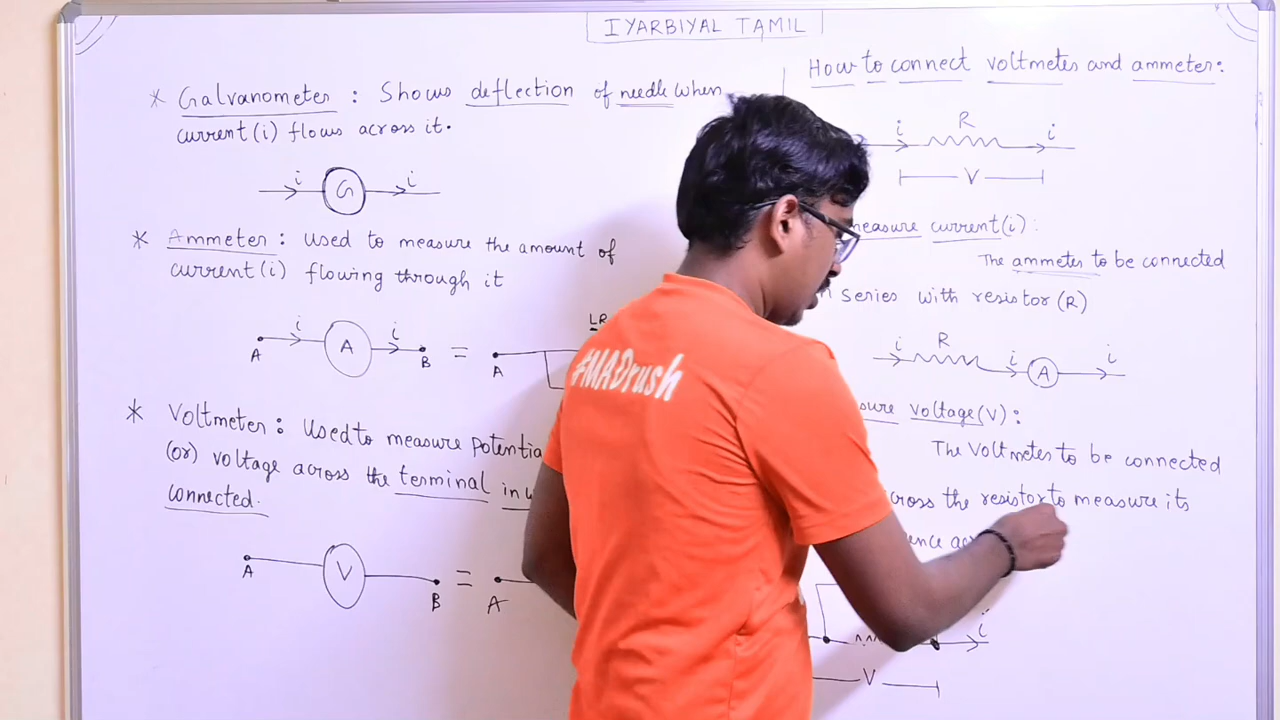 IYARBIYAL TAMIL
* Galvanometer : Shows deflection of needle when
current (i) flows across it.
i G i
* Ammeter : used to measure the amount of
current (i) flowing through it
A i A i B = A
* Voltmeter : Used to measure
(or) voltage across the terminal in
connected.
A V B = A
How to connect voltmeter and ammeter:
i R i
V
measure current (i) :
The ammeter to be connected
series with resistor (R)
i R i A i
voltage (V) :
The Voltmeter to be connected
the resistor to measure its
i
V
#MADrush